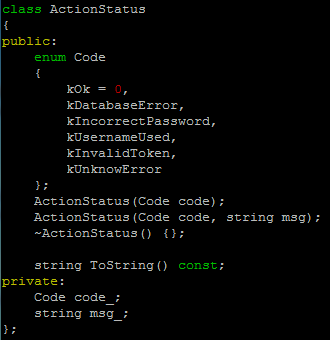 class ActionStatus
{
public:
    enum Code
    {
        kOk = 0,
        kDatabaseError,
        kIncorrectPassword,
        kUsernameUsed,
        kInvalidToken,
        kUnknowError
    };
    ActionStatus(Code code);
    ActionStatus(Code code, string msg);
    ~ActionStatus() {};

    string ToString() const;
private:
    Code code_;
    string msg_;
};